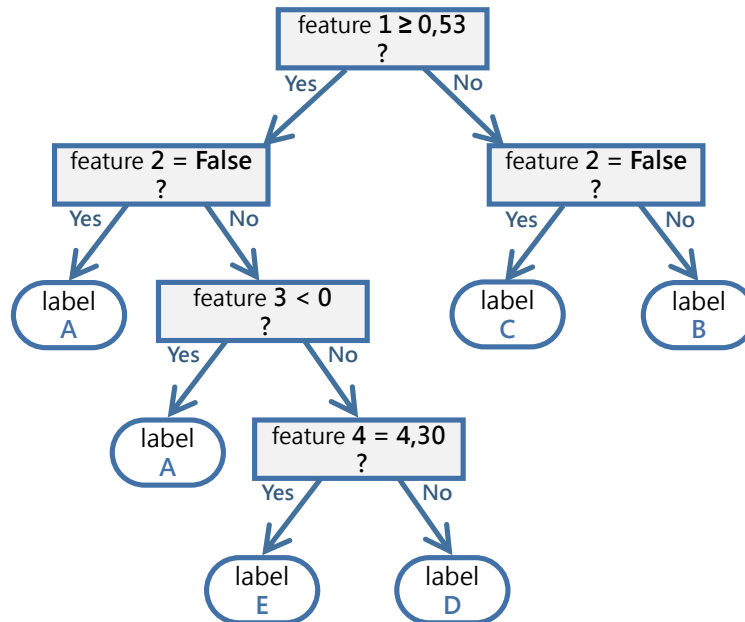 feature 1 ≥ 0,53
?
Yes
No
feature 2 = False
?
feature 2 = False
?
Yes
No
Yes
No
label
A
feature 3 < 0
?
label
C
label
B
Yes
No
label
A
feature 4 = 4,30
?
Yes
No
label
E
label
D